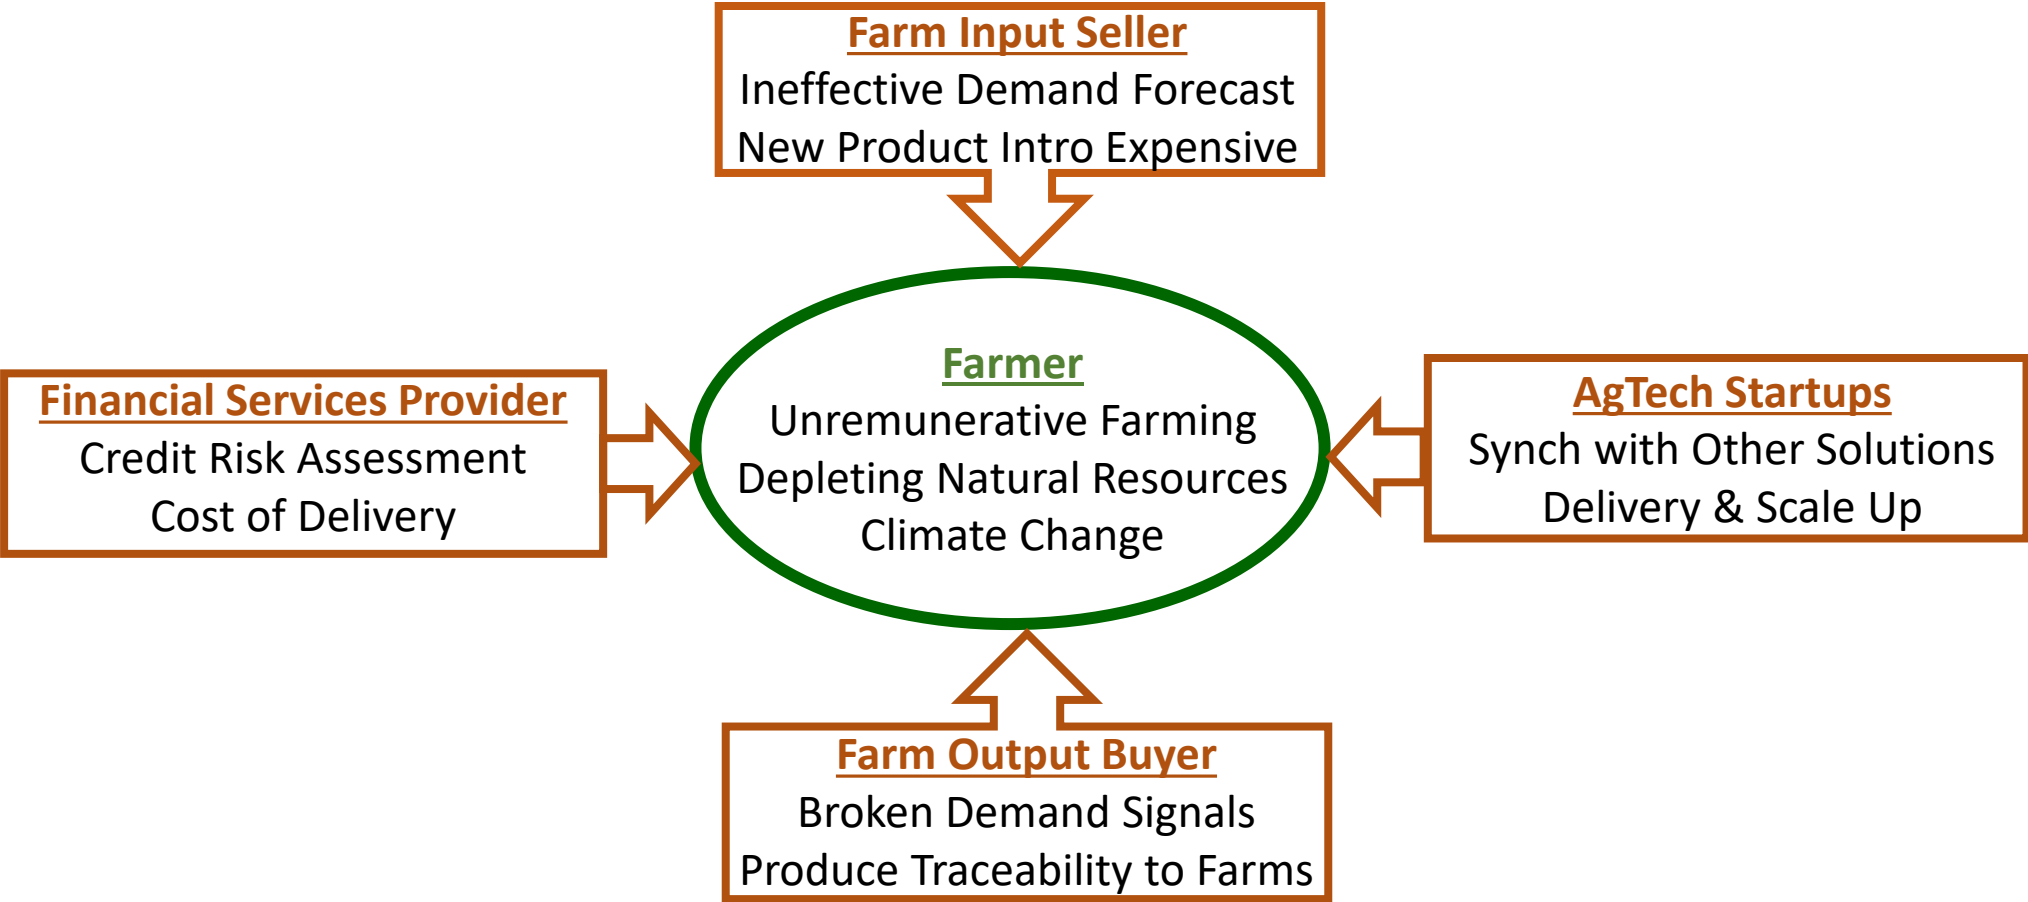 Farm Input Seller
Ineffective Demand Forecast
New Product Intro Expensive
Financial Services Provider
Credit Risk Assessment
Cost of Delivery
Farmer
Unremunerative Farming
Depleting Natural Resources
Climate Change
AgTech Startups
Synch with Other Solutions
Delivery & Scale Up
Farm Output Buyer
Broken Demand Signals
Produce Traceability to Farms